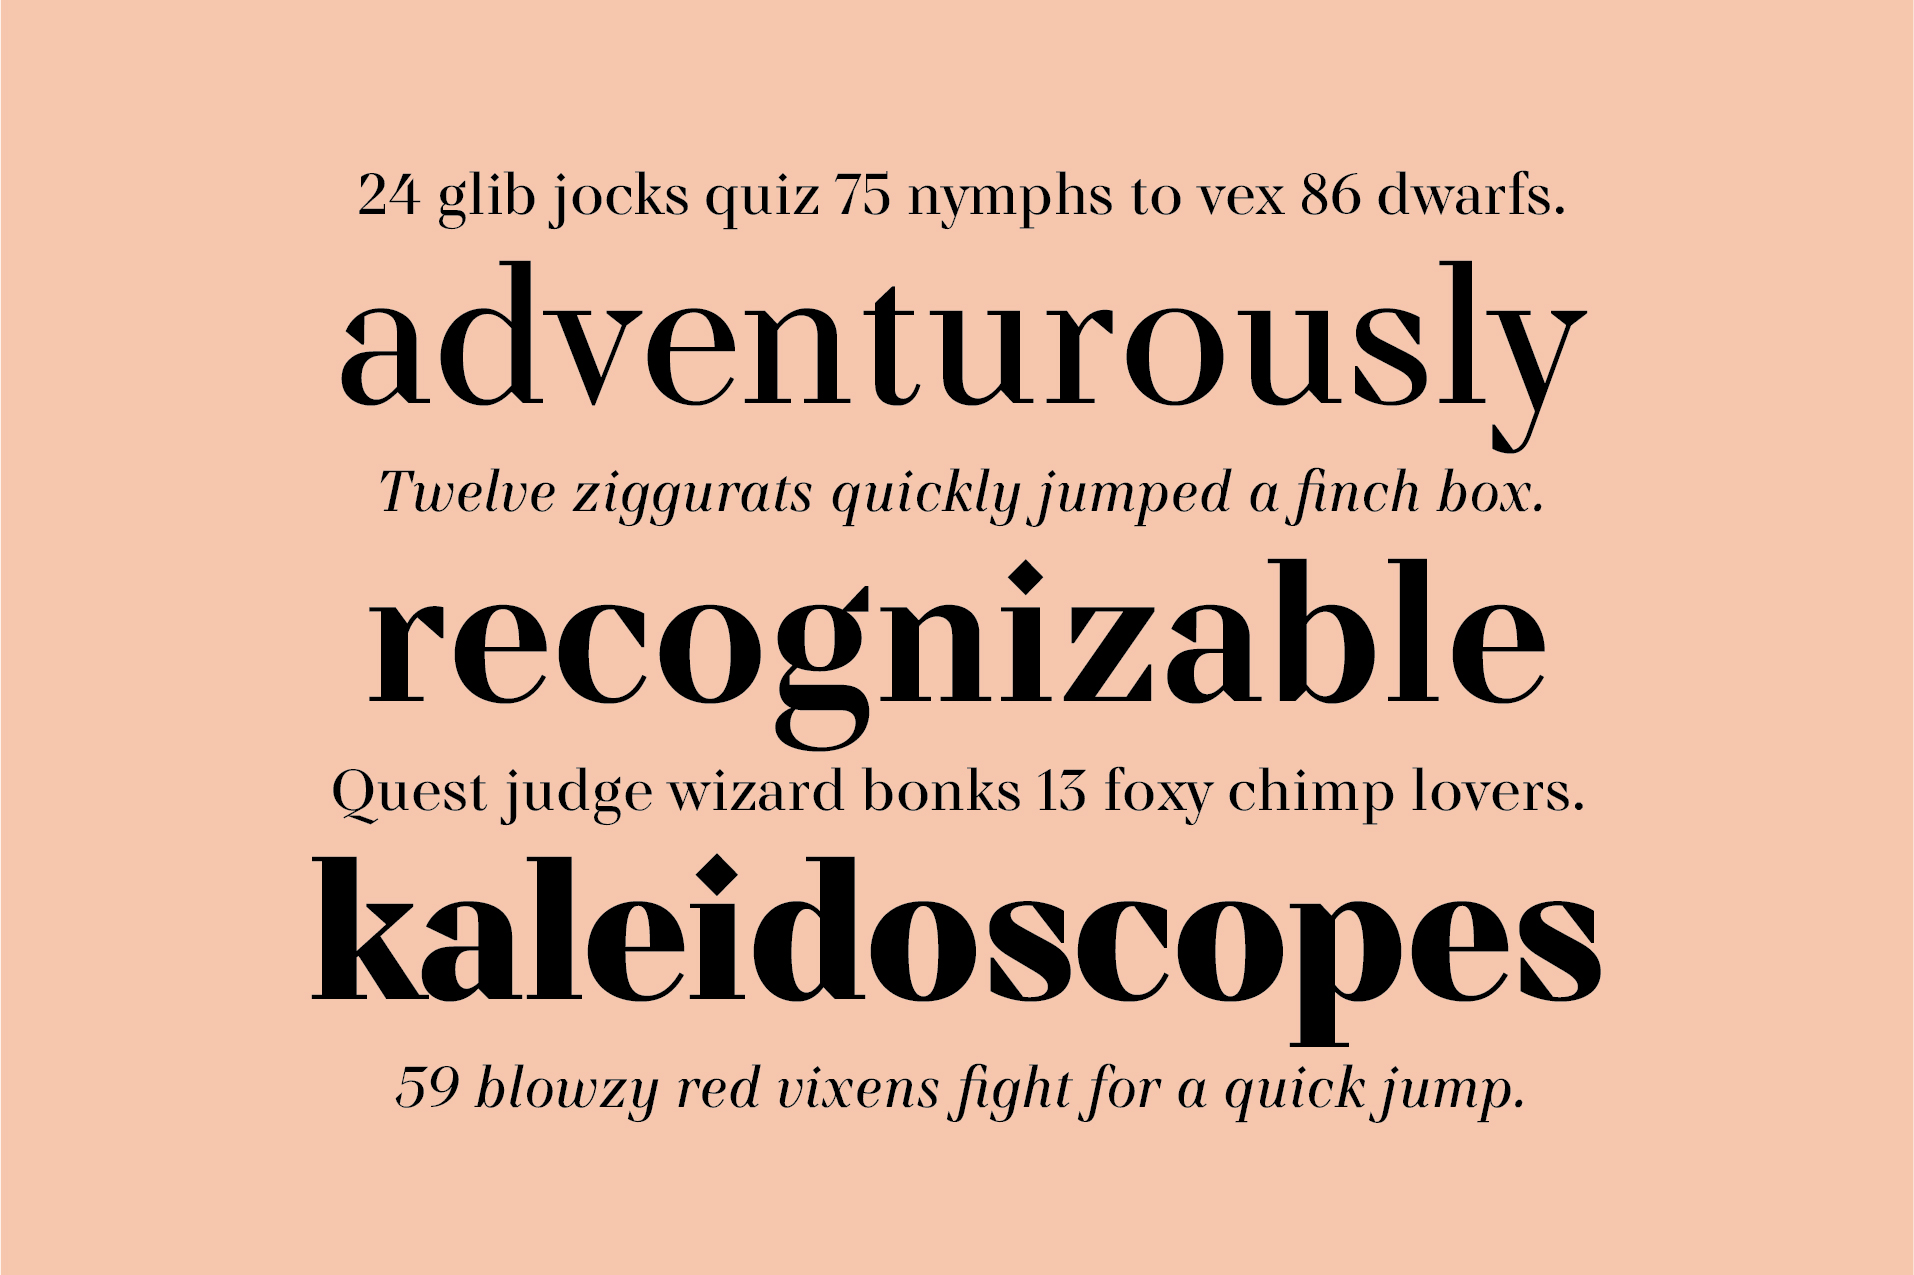 24 glib jocks quiz 75 nymphs to vex 86 dwarfs.
adventurously
Twelve ziggurats quickly jumped a finch box.
recognizable
Quest judge wizard bonks 13 foxy chimp lovers.
kaleidoscopes
59 blowzy red vixens fight for a quick jump.